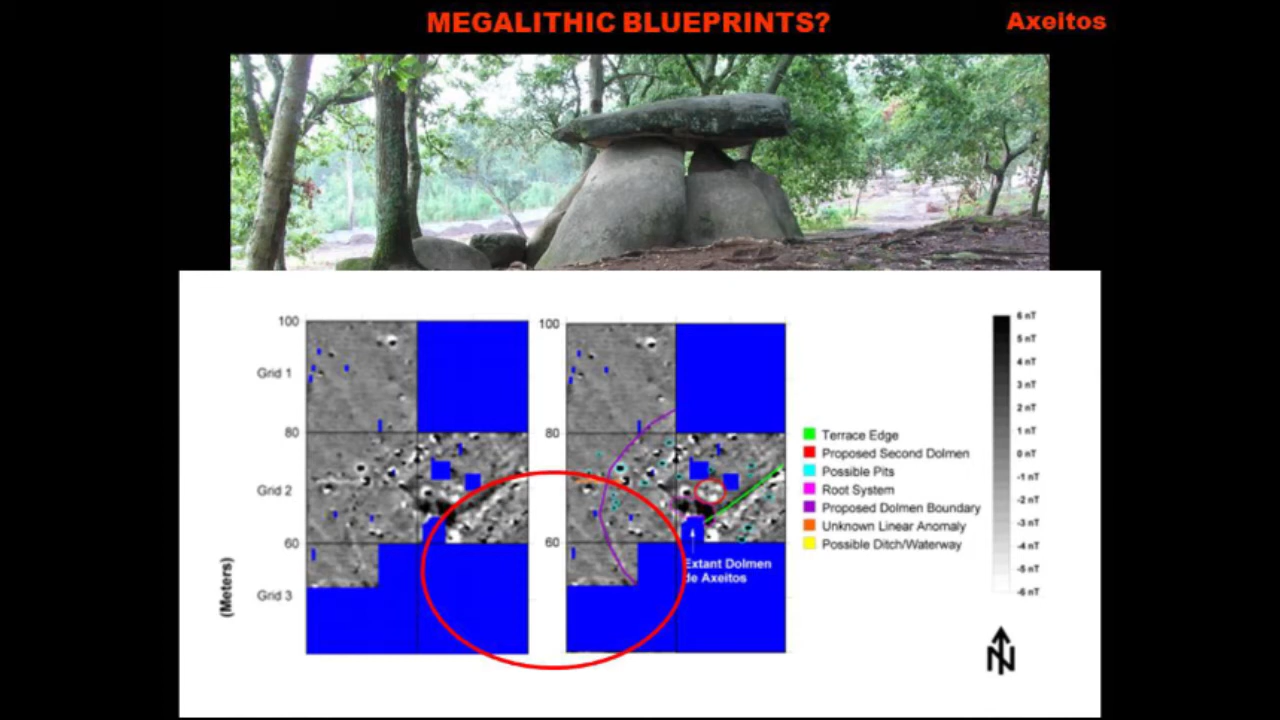 MEGALITHIC BLUEPRINTS?
Axeitos
100
Grid 1
80
Grid 2
60
Grid 3
(Meters)
100
80
60
Extant Dolmen
de Axeitos
Terrace Edge
Proposed Second Dolmen
Possible Pits
Root System
Proposed Dolmen Boundary
Unknown Linear Anomaly
Possible Ditch/Waterway
6 nT
5 nT
4 nT
3 nT
2 nT
1 nT
0 nT
-1 nT
-2 nT
-3 nT
-4 nT
-5 nT
-6 nT
N